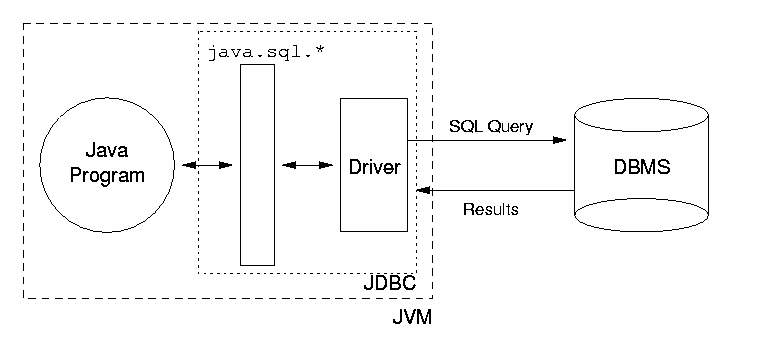 java.sql.*
Java
Program
Driver
SQL Query
Results
DBMS
JDBC
JVM